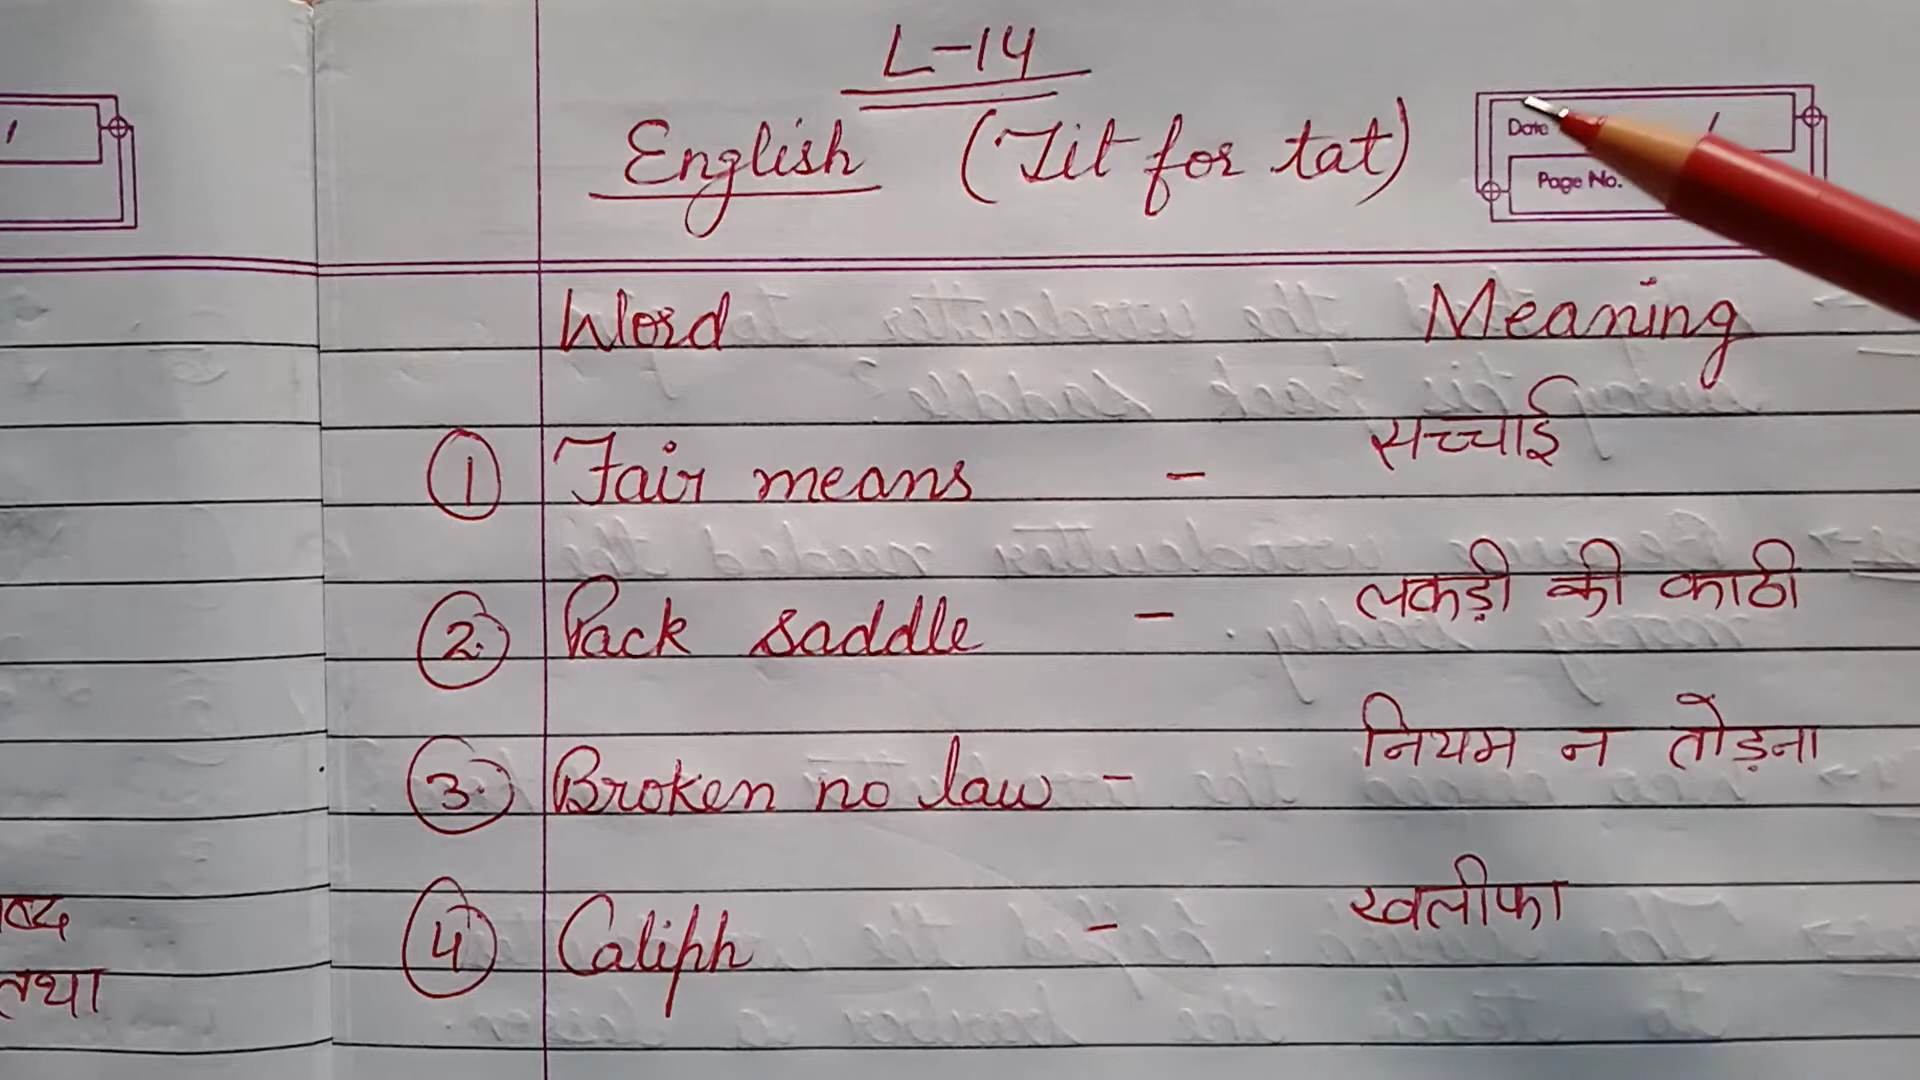 L-14
English (Tit for tat)
Date
Page No.
Word Meaning
① Fair means - सच्चाई
② Pack saddle - लकड़ी की काठी
③ Broken no law - नियम न तोड़ना
④ Caliph - खलीफा
तथा